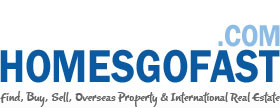 .COM
HOMESGOFAST
Find, Buy, Sell, Overseas Property & International Real Estate